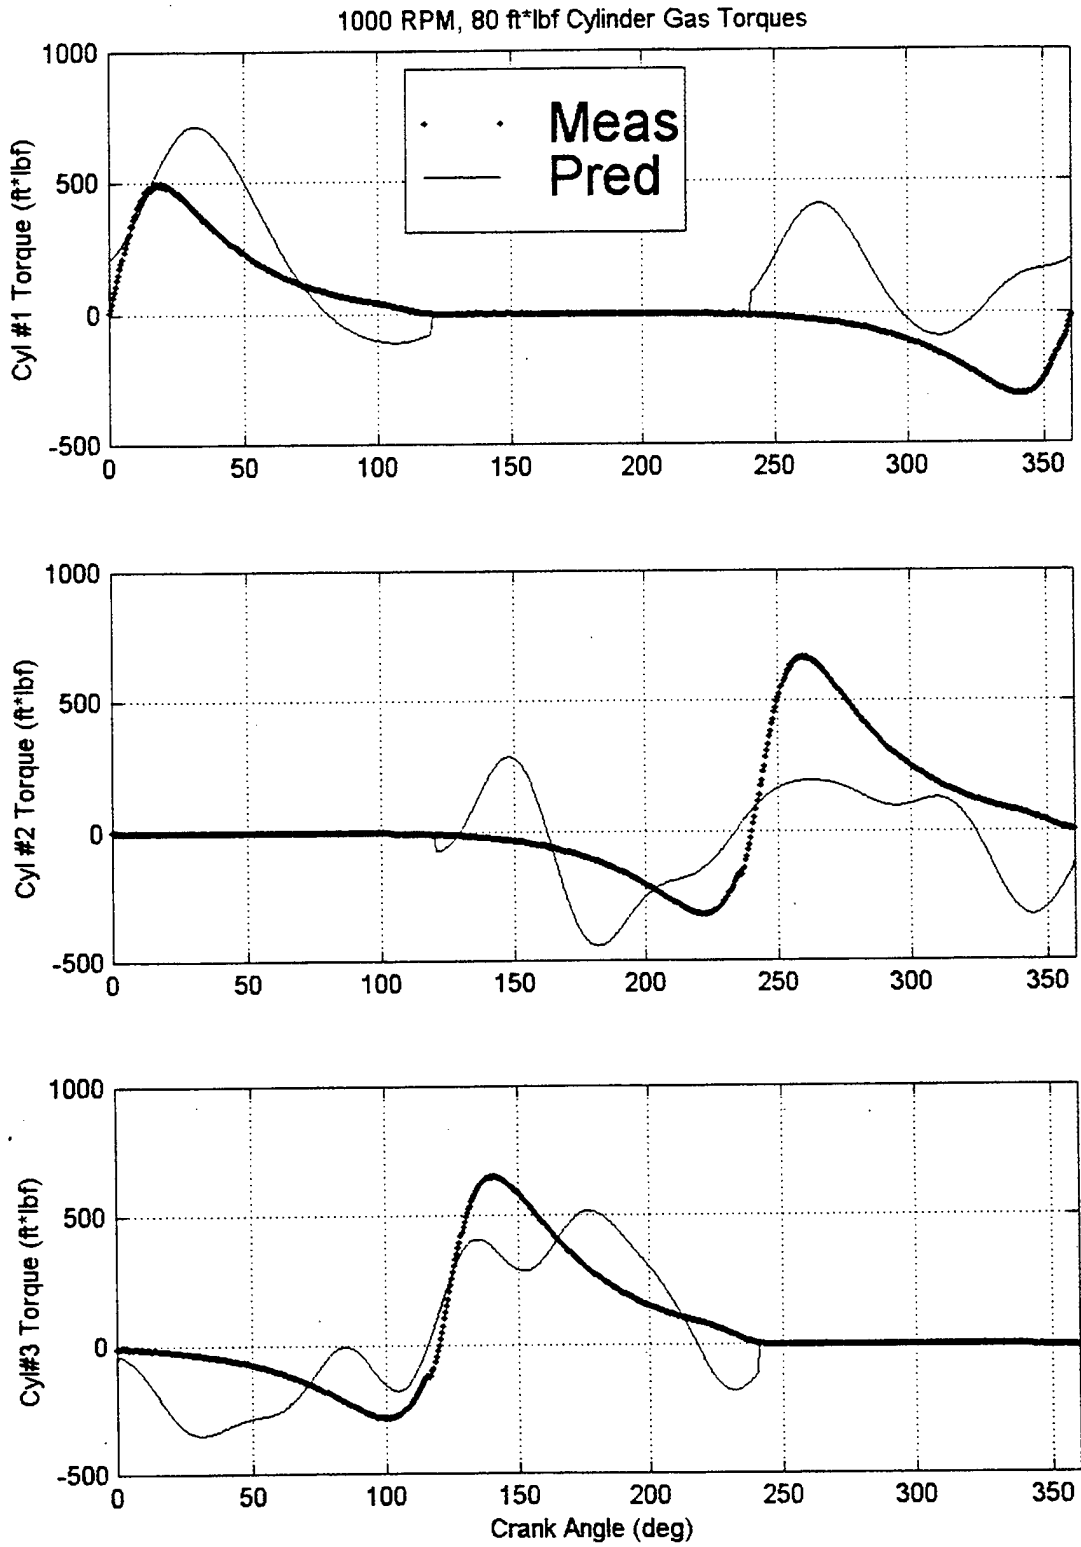 1000 RPM, 80 ft*lbf Cylinder Gas Torques
1000
500
0
-500
Cyl #1 Torque (ft*lbf)
Meas
Pred
0 50 100 150 200 250 300 350
1000
500
0
-500
Cyl #2 Torque (ft*lbf)
0 50 100 150 200 250 300 350
1000
500
0
-500
Cyl#3 Torque (ft*lbf)
0 50 100 150 200 250 300 350
Crank Angle (deg)